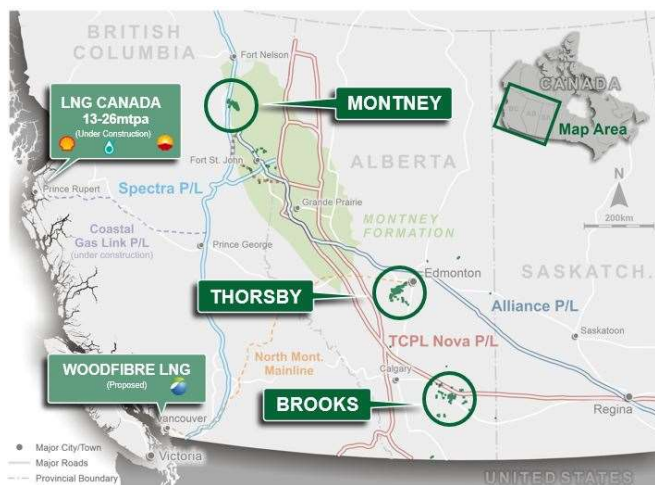 BRITISH
COLUMBIA
Fort Nelson
LNG CANADA
13-26mtpa
(Under Construction)
MONTNEY
CANADA
BC
AB
SK
Map Area
Fort St. John
ALBERTA
Spectra P/L
Prince Rupert
N
200km
Grande Prairie
Coastal
Gas Link P/L
(under construction)
Prince George
MONTNEY
FORMATION
Edmonton
SASKATCH.
THORSBY
Alliance P/L
TCPL Nova P/L
Saskatoon
North Mont.
Mainline
WOODFIBRE LNG
(Proposed)
Calgary
BROOKS
Regina
Vancouver
Victoria
Major City/Town
Major Roads
Provincial Boundary
UNITED STATES